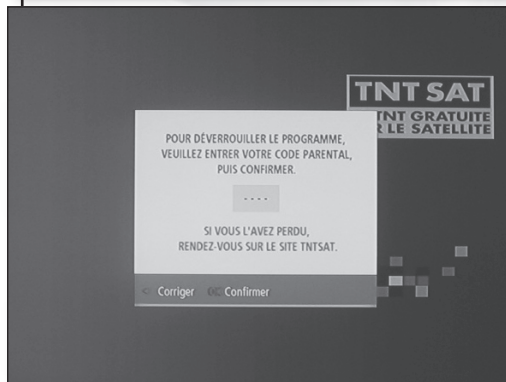 TNT SAT
TNT GRATUITE
LE SATELLITE
POUR DÉVERROUILLER LE PROGRAMME,
VEUILLEZ ENTRER VOTRE CODE PARENTAL,
PUIS CONFIRMER.
----
SI VOUS L'AVEZ PERDU,
RENDEZ-VOUS SUR LE SITE TNTSAT.
Corriger OK Confirmer